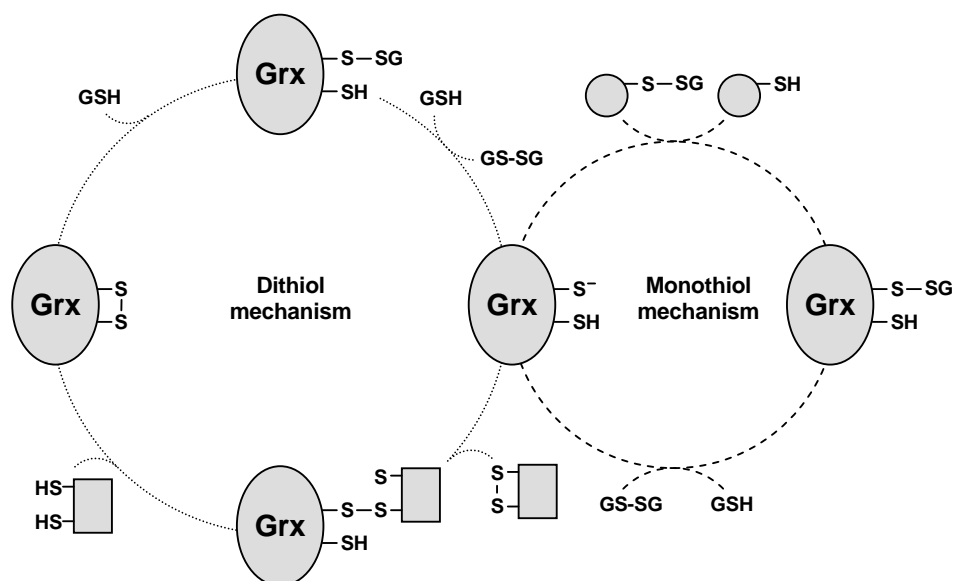 Grx
S–SG
SH
GSH
GSH
GS-SG
S–SG
SH
Grx
S
S
Dithiol
mechanism
Grx
S⁻
SH
Monothiol
mechanism
Grx
S–SG
SH
HS
HS
Grx
S–S
S
SH
S
S
GS-SG
GSH